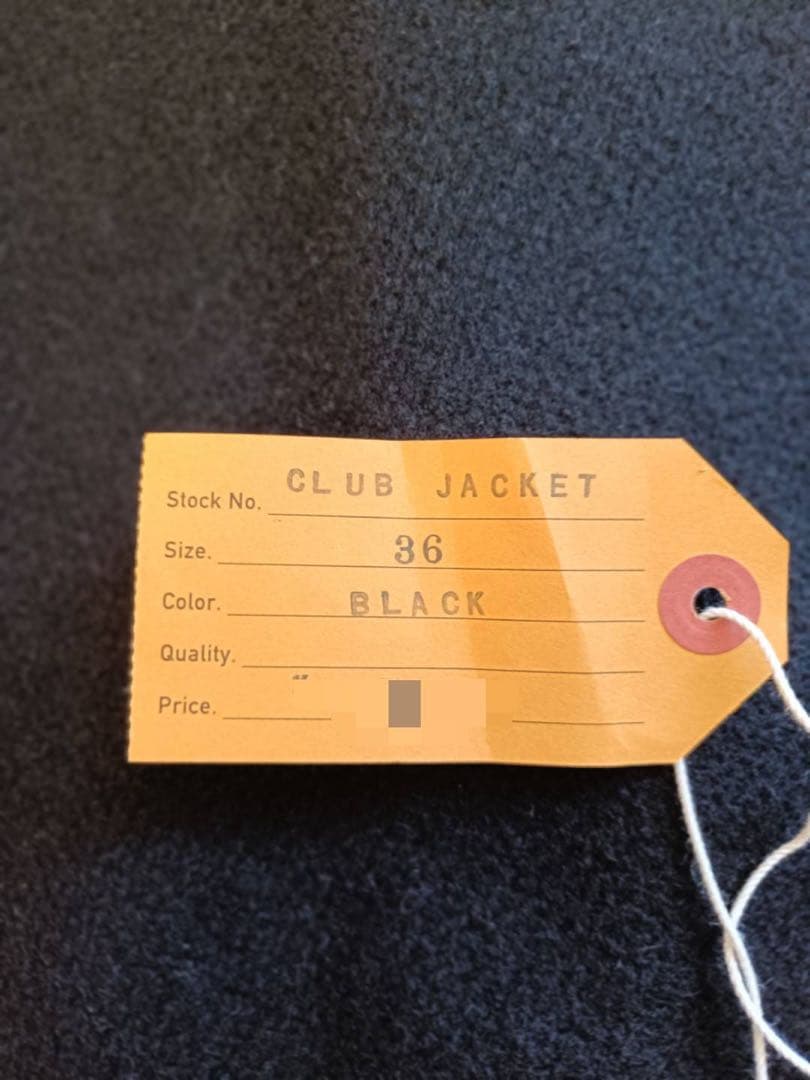 Stock No. CLUB JACKET
Size. 36
Color. BLACK
Quality.
Price.